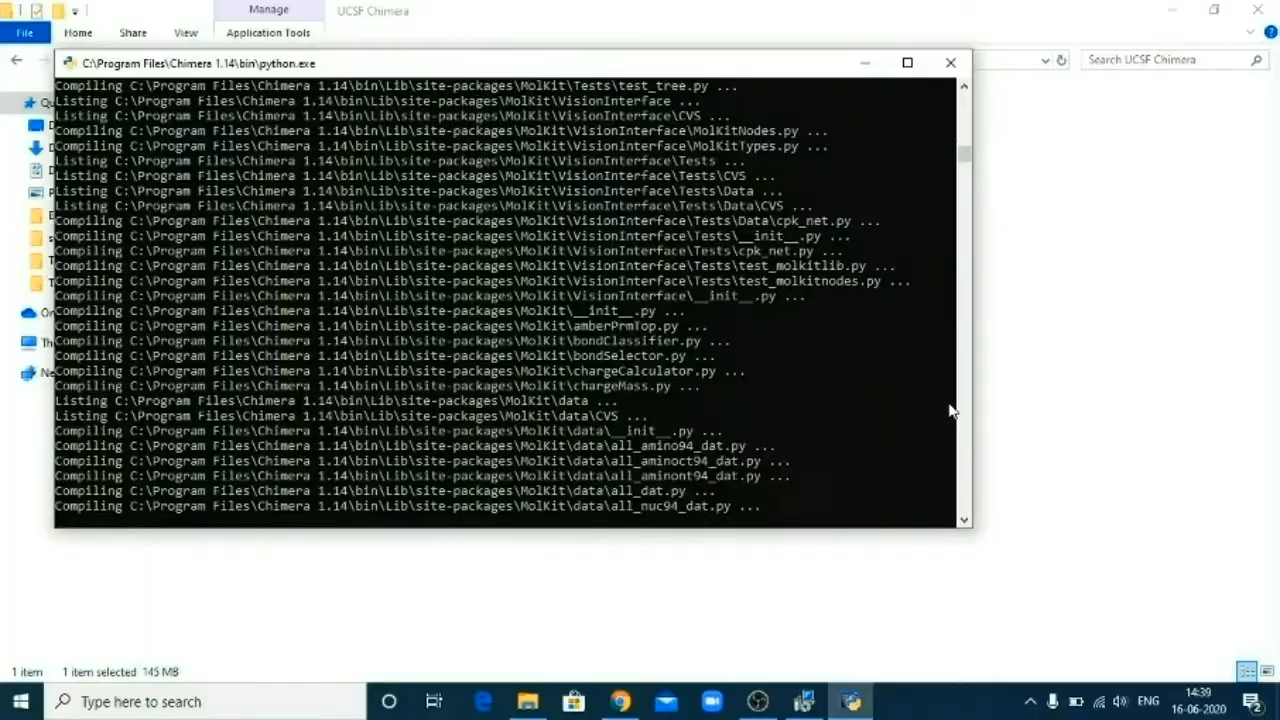 Manage
UCSF Chimera
File
Home
Share
View
Application Tools
C:\Program Files\Chimera 1.14\bin\python.exe
Search UCSF Chimera
Compiling C:\Program Files\Chimera 1.14\bin\Lib\site-packages\MolKit\Tests\test_tree.py ...
Listing C:\Program Files\Chimera 1.14\bin\Lib\site-packages\MolKit\VisionInterface ...
Listing C:\Program Files\Chimera 1.14\bin\Lib\site-packages\MolKit\VisionInterface\CVS ...
Compiling C:\Program Files\Chimera 1.14\bin\Lib\site-packages\MolKit\VisionInterface\MolKitNodes.py ...
Compiling C:\Program Files\Chimera 1.14\bin\Lib\site-packages\MolKit\VisionInterface\MolKitTypes.py ...
Listing C:\Program Files\Chimera 1.14\bin\Lib\site-packages\MolKit\VisionInterface\Tests ...
Listing C:\Program Files\Chimera 1.14\bin\Lib\site-packages\MolKit\VisionInterface\Tests\CVS ...
Listing C:\Program Files\Chimera 1.14\bin\Lib\site-packages\MolKit\VisionInterface\Tests\Data ...
Listing C:\Program Files\Chimera 1.14\bin\Lib\site-packages\MolKit\VisionInterface\Tests\Data\CVS ...
Compiling C:\Program Files\Chimera 1.14\bin\Lib\site-packages\MolKit\VisionInterface\Tests\Data\cpk_net.py ...
Compiling C:\Program Files\Chimera 1.14\bin\Lib\site-packages\MolKit\VisionInterface\Tests\__init__.py ...
Compiling C:\Program Files\Chimera 1.14\bin\Lib\site-packages\MolKit\VisionInterface\Tests\cpk_net.py ...
Compiling C:\Program Files\Chimera 1.14\bin\Lib\site-packages\MolKit\VisionInterface\Tests\test_molkitlib.py ...
Compiling C:\Program Files\Chimera 1.14\bin\Lib\site-packages\MolKit\VisionInterface\Tests\test_molkitnodes.py ...
Compiling C:\Program Files\Chimera 1.14\bin\Lib\site-packages\MolKit\VisionInterface\__init__.py ...
Compiling C:\Program Files\Chimera 1.14\bin\Lib\site-packages\MolKit\__init__.py ...
Compiling C:\Program Files\Chimera 1.14\bin\Lib\site-packages\MolKit\amberPrmTop.py ...
Compiling C:\Program Files\Chimera 1.14\bin\Lib\site-packages\MolKit\bondClassifier.py ...
Compiling C:\Program Files\Chimera 1.14\bin\Lib\site-packages\MolKit\bondSelector.py ...
Compiling C:\Program Files\Chimera 1.14\bin\Lib\site-packages\MolKit\chargeCalculator.py ...
Compiling C:\Program Files\Chimera 1.14\bin\Lib\site-packages\MolKit\chargeMass.py ...
Listing C:\Program Files\Chimera 1.14\bin\Lib\site-packages\MolKit\data ...
Listing C:\Program Files\Chimera 1.14\bin\Lib\site-packages\MolKit\data\CVS ...
Compiling C:\Program Files\Chimera 1.14\bin\Lib\site-packages\MolKit\data\__init__.py ...
Compiling C:\Program Files\Chimera 1.14\bin\Lib\site-packages\MolKit\data\all_amino94_dat.py ...
Compiling C:\Program Files\Chimera 1.14\bin\Lib\site-packages\MolKit\data\all_aminoct94_dat.py ...
Compiling C:\Program Files\Chimera 1.14\bin\Lib\site-packages\MolKit\data\all_aminont94_dat.py ...
Compiling C:\Program Files\Chimera 1.14\bin\Lib\site-packages\MolKit\data\all_dat.py ...
Compiling C:\Program Files\Chimera 1.14\bin\Lib\site-packages\MolKit\data\all_nuc94_dat.py ...
1 item
1 item selected 145 MB
Type here to search
ENG
14:39
16-06-2020
2